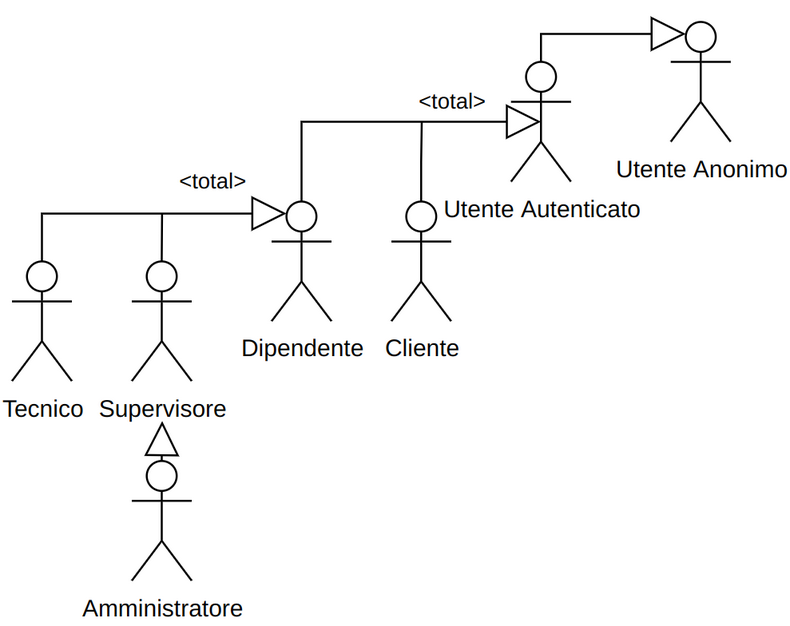 <total>
Utente Anonimo
<total>
Utente Autenticato
Dipendente
Cliente
Tecnico
Supervisore
Amministratore